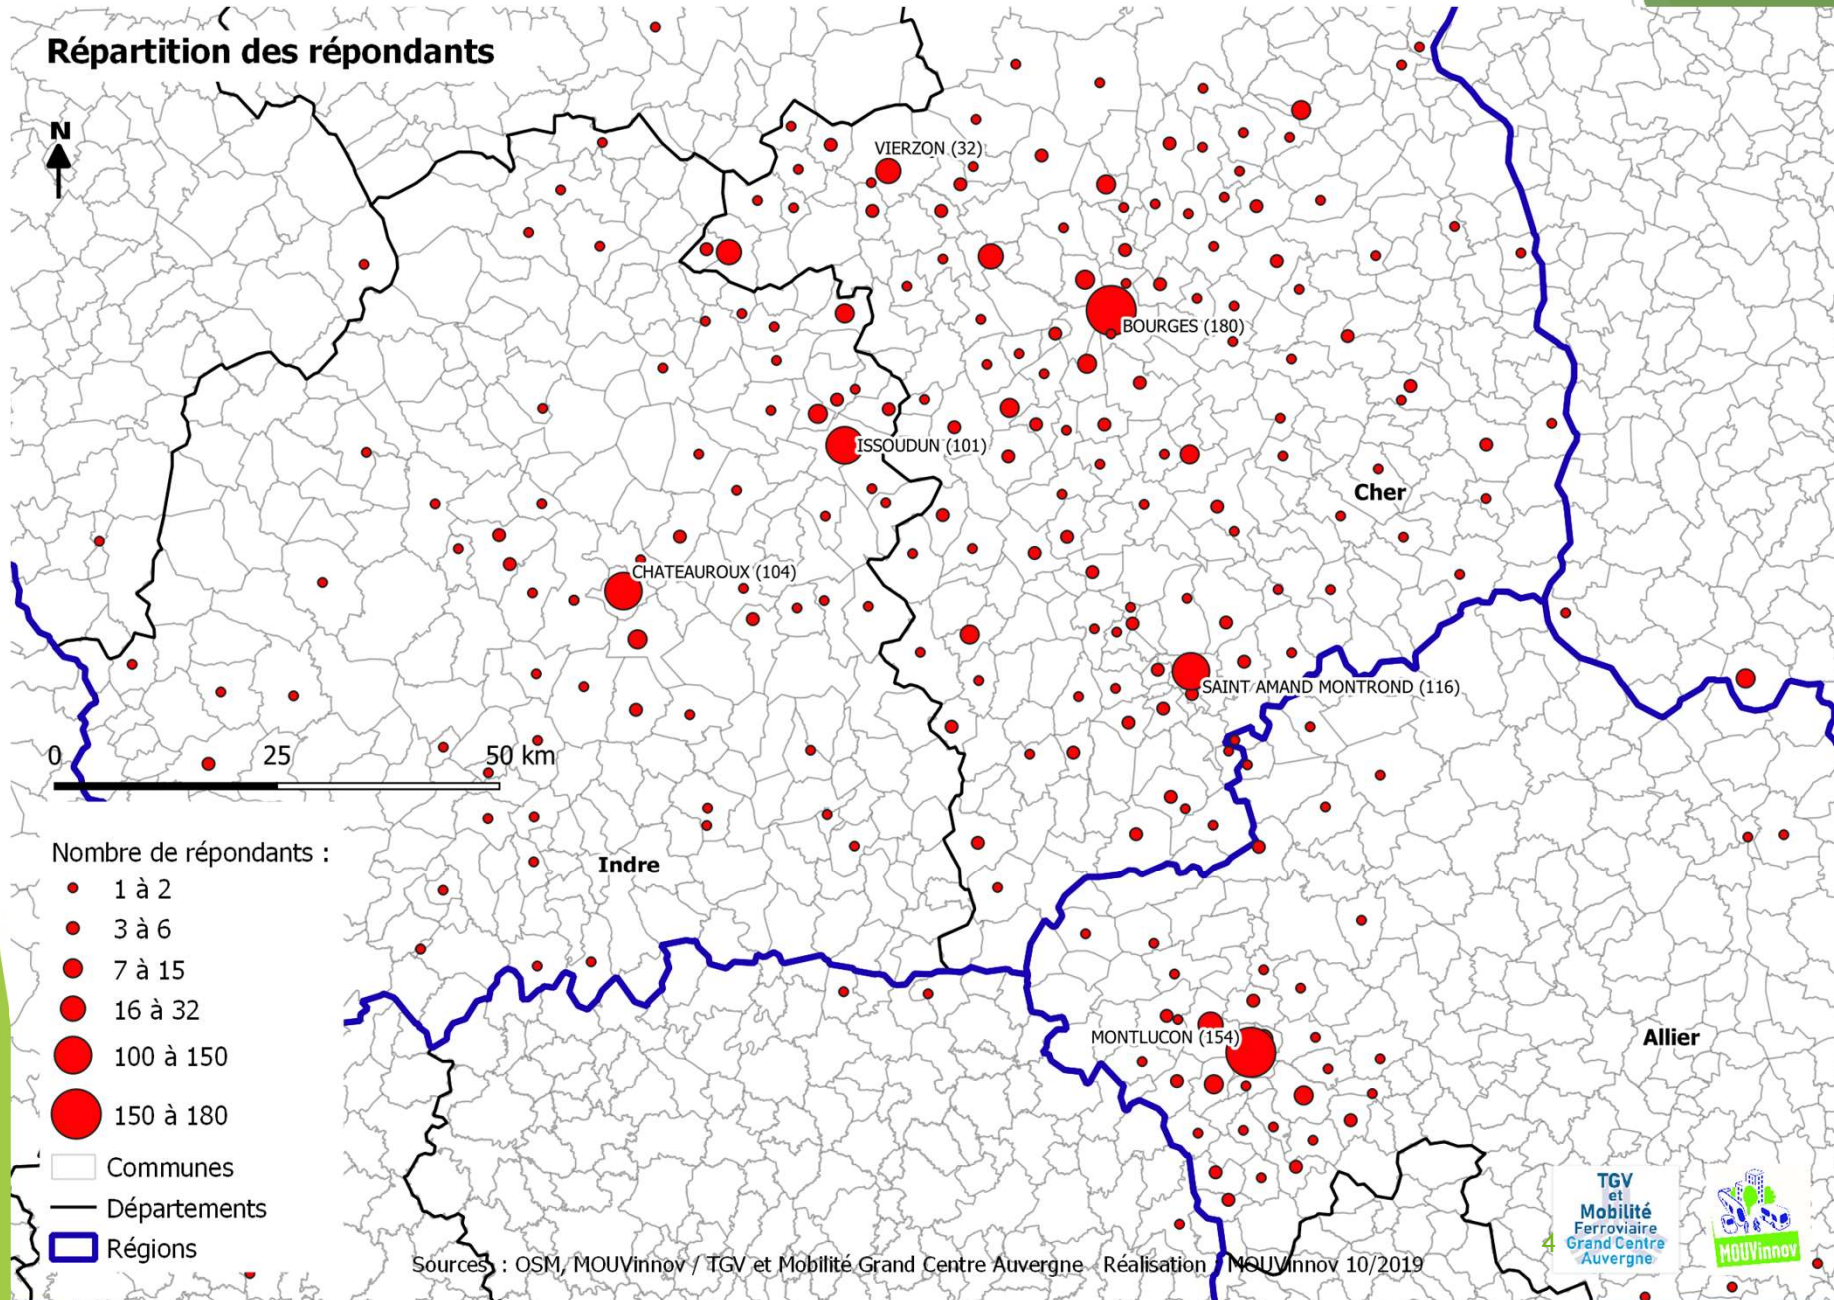 Répartition des répondants
N
VIERZON (32)
BOURGES (180)
ISSOUDUN (101)
Cher
CHATEAUROUX (104)
SAINT AMAND MONTROND (116)
0 25 50 km
Nombre de répondants :
1 à 2
3 à 6
7 à 15
16 à 32
100 à 150
150 à 180
Communes
Départements
Régions
Indre
MONTLUCON (154)
Allier
Sources : OSM, MOUVinnov / TGV et Mobilité Grand Centre Auvergne Réalisation : MOUVinnov 10/2019
4
TGV
et
Mobilité
Ferroviaire
Grand Centre
Auvergne
MOUVinnov